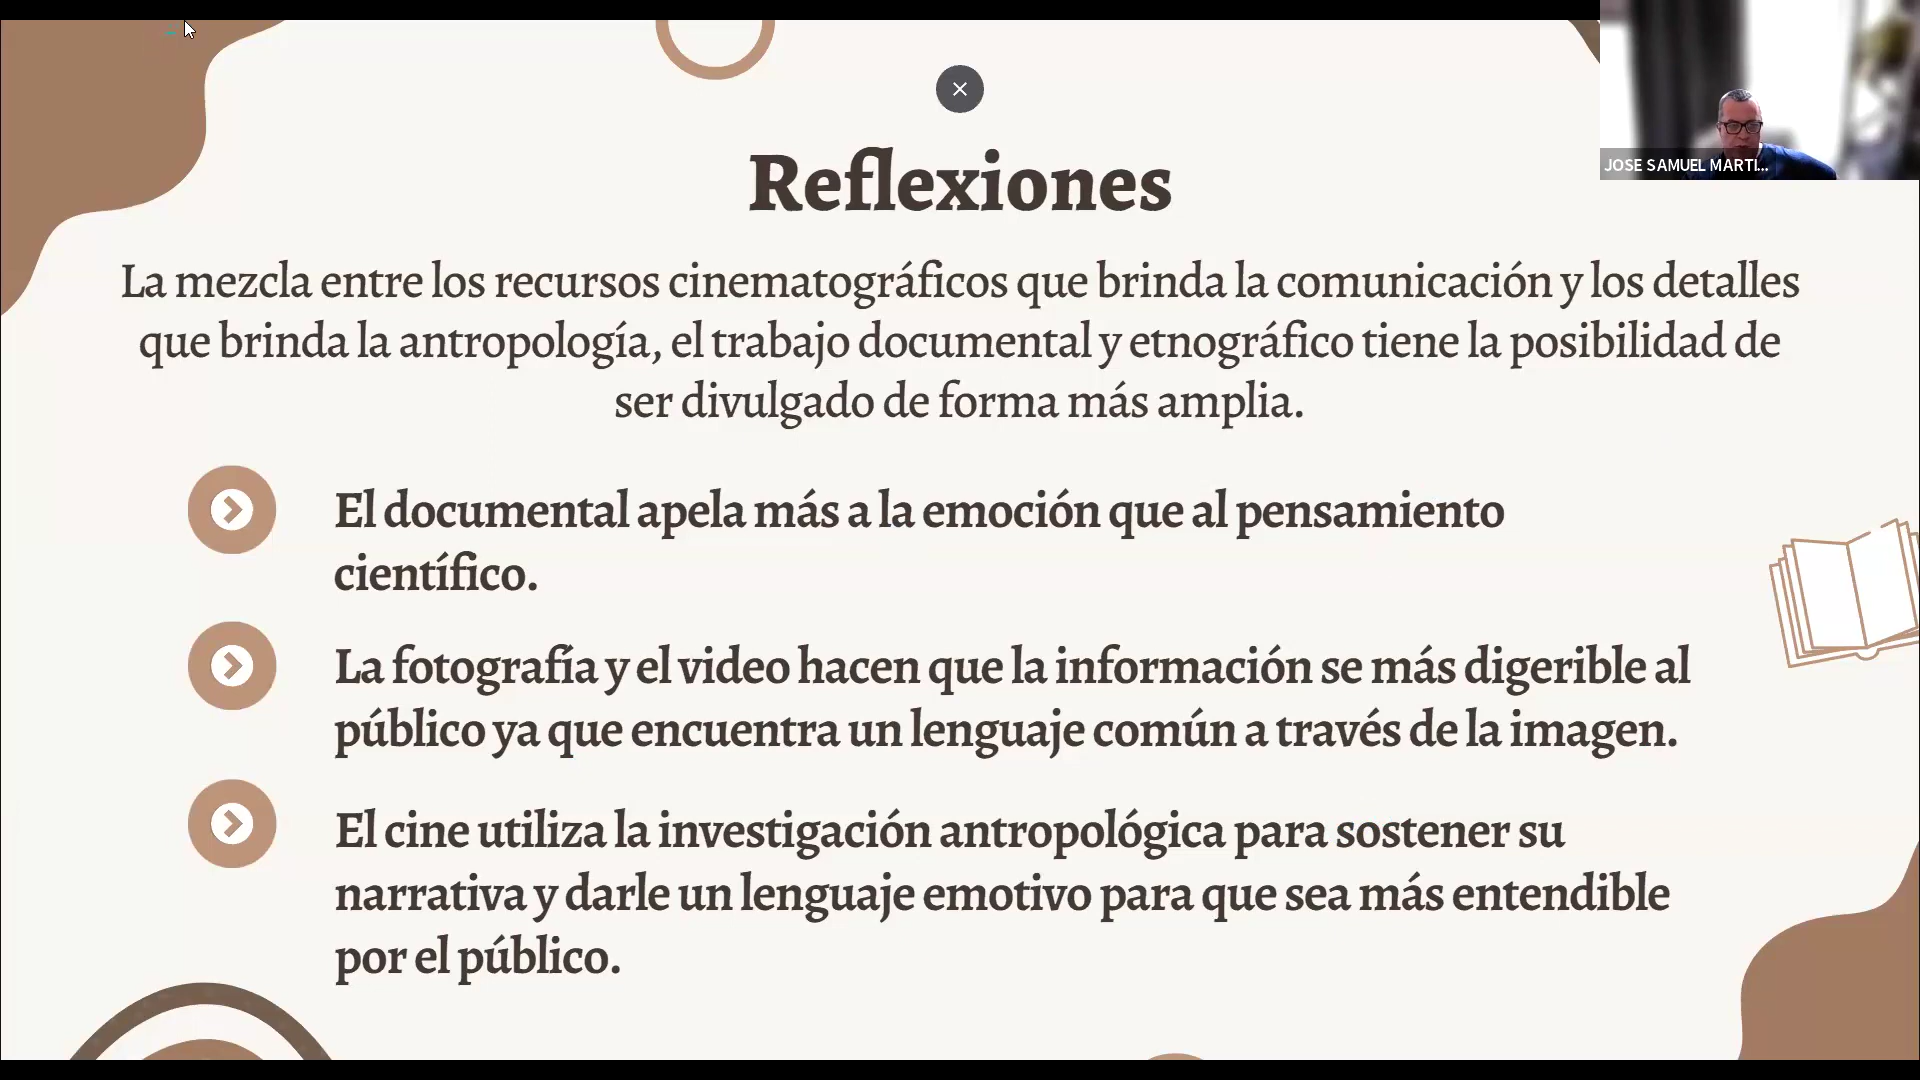 JOSE SAMUEL MARTI...
Reflexiones
La mezcla entre los recursos cinematográficos que brinda la comunicación y los detalles
que brinda la antropología, el trabajo documental y etnográfico tiene la posibilidad de
ser divulgado de forma más amplia.
El documental apela más a la emoción que al pensamiento
científico.
La fotografía y el video hacen que la información se más digerible al
público ya que encuentra un lenguaje común a través de la imagen.
El cine utiliza la investigación antropológica para sostener su
narrativa y darle un lenguaje emotivo para que sea más entendible
por el público.